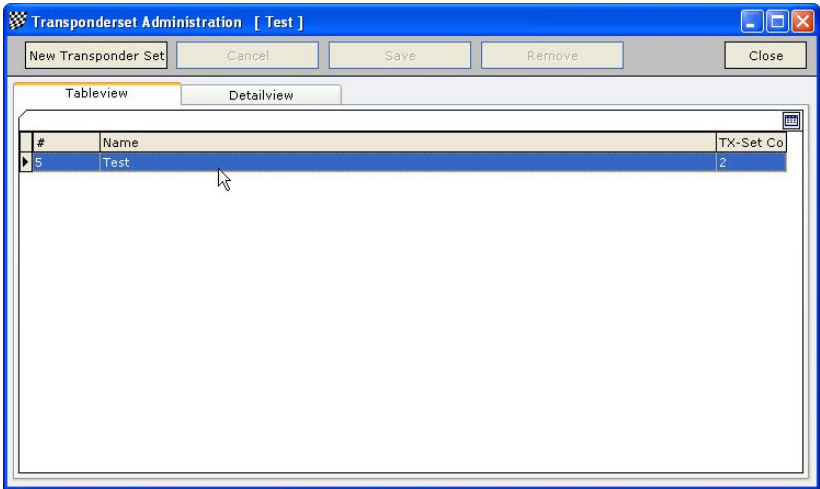 Transponderset Administration [ Test ]
New Transponder Set Cancel Save Remove Close
Tableview Detailview
# Name TX-Set Co
5 Test 2